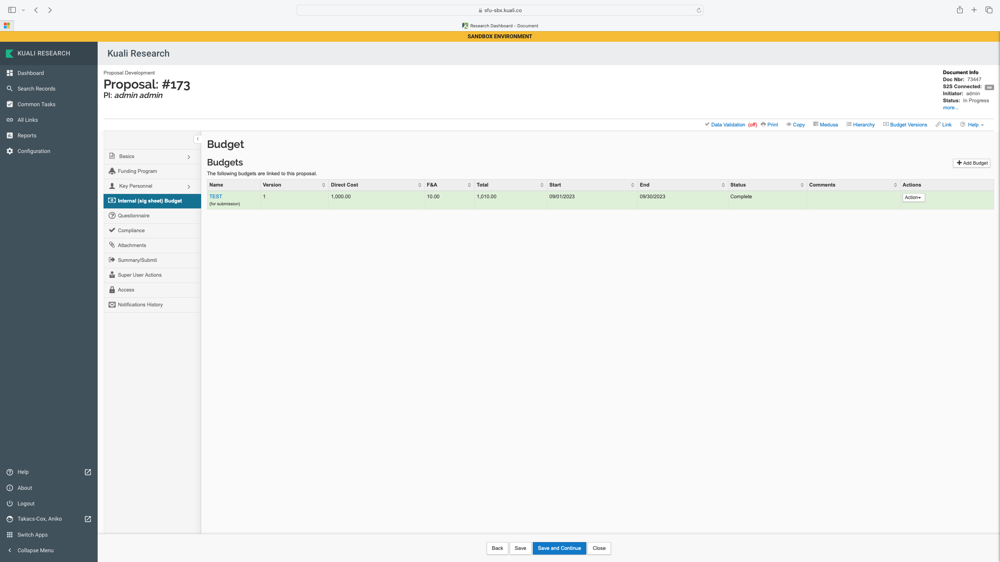 sfu-sbx.kuali.co
Research Dashboard - Document
SANDBOX ENVIRONMENT
KUALI RESEARCH
Kuali Research
Dashboard
Search Records
Common Tasks
All Links
Reports
Configuration
Proposal Development
Proposal: #173
PI: admin admin
Document Info
Doc Nbr: 73447
S2S Connected: no
Initiator: admin
Status: In Progress
more...
Data Validation (off) Print Copy Medusa Hierarchy Budget Versions Link Help
Basics
Funding Program
Key Personnel
Internal (sig sheet) Budget
Questionnaire
Compliance
Attachments
Summary/Submit
Super User Actions
Access
Notifications History
Budget
Budgets
Add Budget
The following budgets are linked to this proposal.
Name Version Direct Cost F&A Total Start End Status Comments Actions
TEST 1 1,000.00 10.00 1,010.00 09/01/2023 09/30/2023 Complete Action
(for submission)
Help
About
Logout
Takacs-Cox, Aniko
Switch Apps
Collapse Menu
Back Save Save and Continue Close